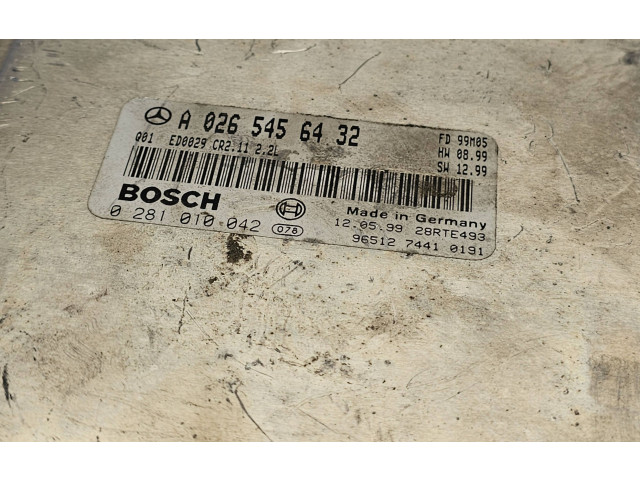 A 026 545 64 32
FD 99M05
Q01 ED0029 CR2.11 2.2L
HW 08.99
SW 12.99
BOSCH
Made in Germany
0 281 010 042 078
12.05.99 28RTE493
96512 7441 0191